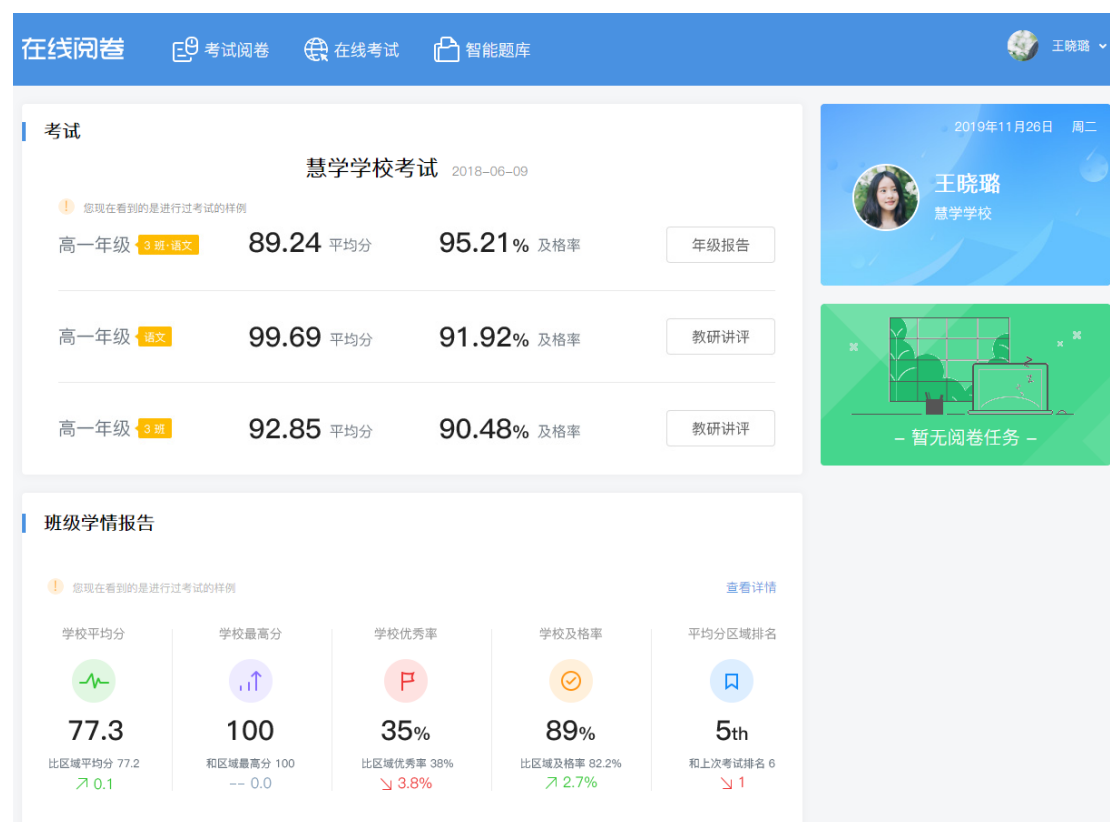 在线阅卷 考试阅卷 在线考试 智能题库 王晓璐
考试
慧学学校考试 2018-06-09
您现在看到的是进行过考试的样例
高一年级 3 班·语文 89.24 平均分 95.21% 及格率 年级报告
高一年级 语文 99.69 平均分 91.92% 及格率 教研讲评
高一年级 3 班 92.85 平均分 90.48% 及格率 教研讲评
2019年11月26日 周二
王晓璐
慧学学校
– 暂无阅卷任务 –
班级学情报告
您现在看到的是进行过考试的样例 查看详情
学校平均分 学校最高分 学校优秀率 学校及格率 平均分区域排名
77.3 100 35% 89% 5th
比区域平均分 77.2 和区域最高分 100 比区域优秀率 38% 比区域及格率 82.2% 和上次考试排名 6
↗ 0.1 -- 0.0 ↘ 3.8% ↗ 2.7% ↘ 1